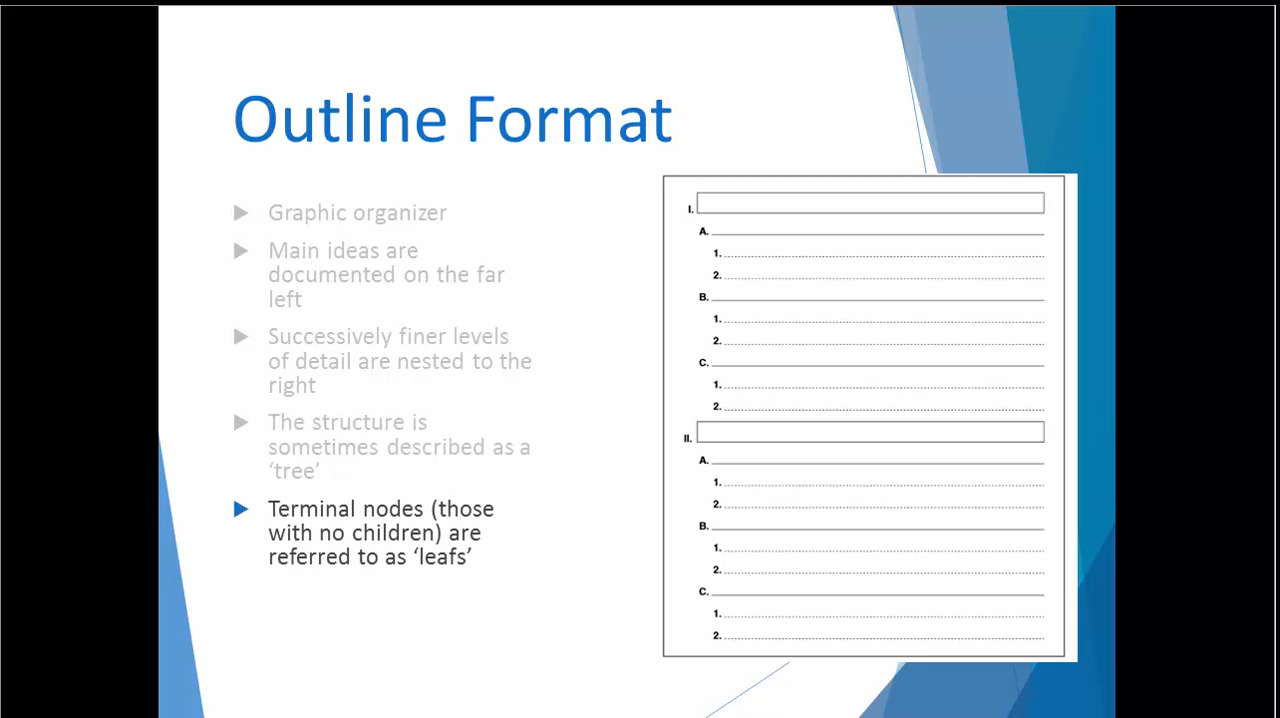 Outline Format
Graphic organizer
Main ideas are
documented on the far
left
Successively finer levels
of detail are nested to the
right
The structure is
sometimes described as a
‘tree’
Terminal nodes (those
with no children) are
referred to as ‘leafs’
I.
A.
1.
2.
B.
1.
2.
C.
1.
2.
II.
A.
1.
2.
B.
1.
2.
C.
1.
2.